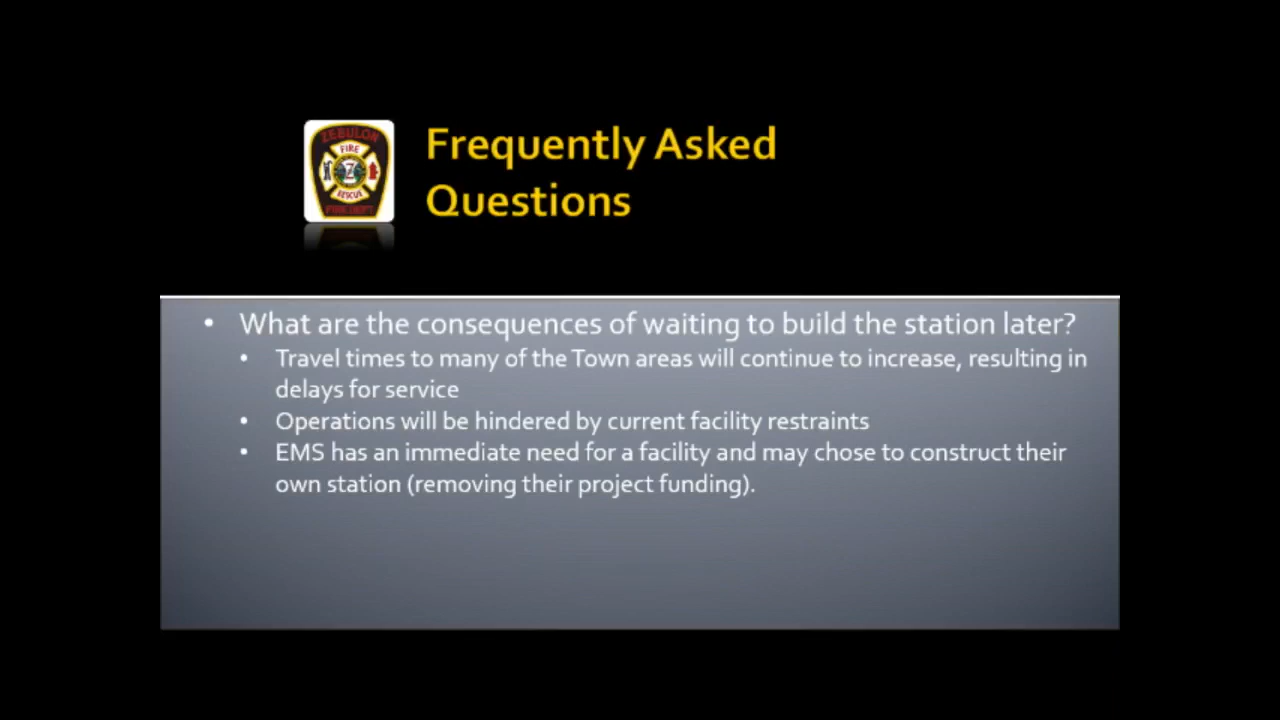 ZEBULON
FIRE
Z
RESCUE
FIRE DEPT
Frequently Asked
Questions
• What are the consequences of waiting to build the station later?
• Travel times to many of the Town areas will continue to increase, resulting in
delays for service
• Operations will be hindered by current facility restraints
• EMS has an immediate need for a facility and may chose to construct their
own station (removing their project funding).